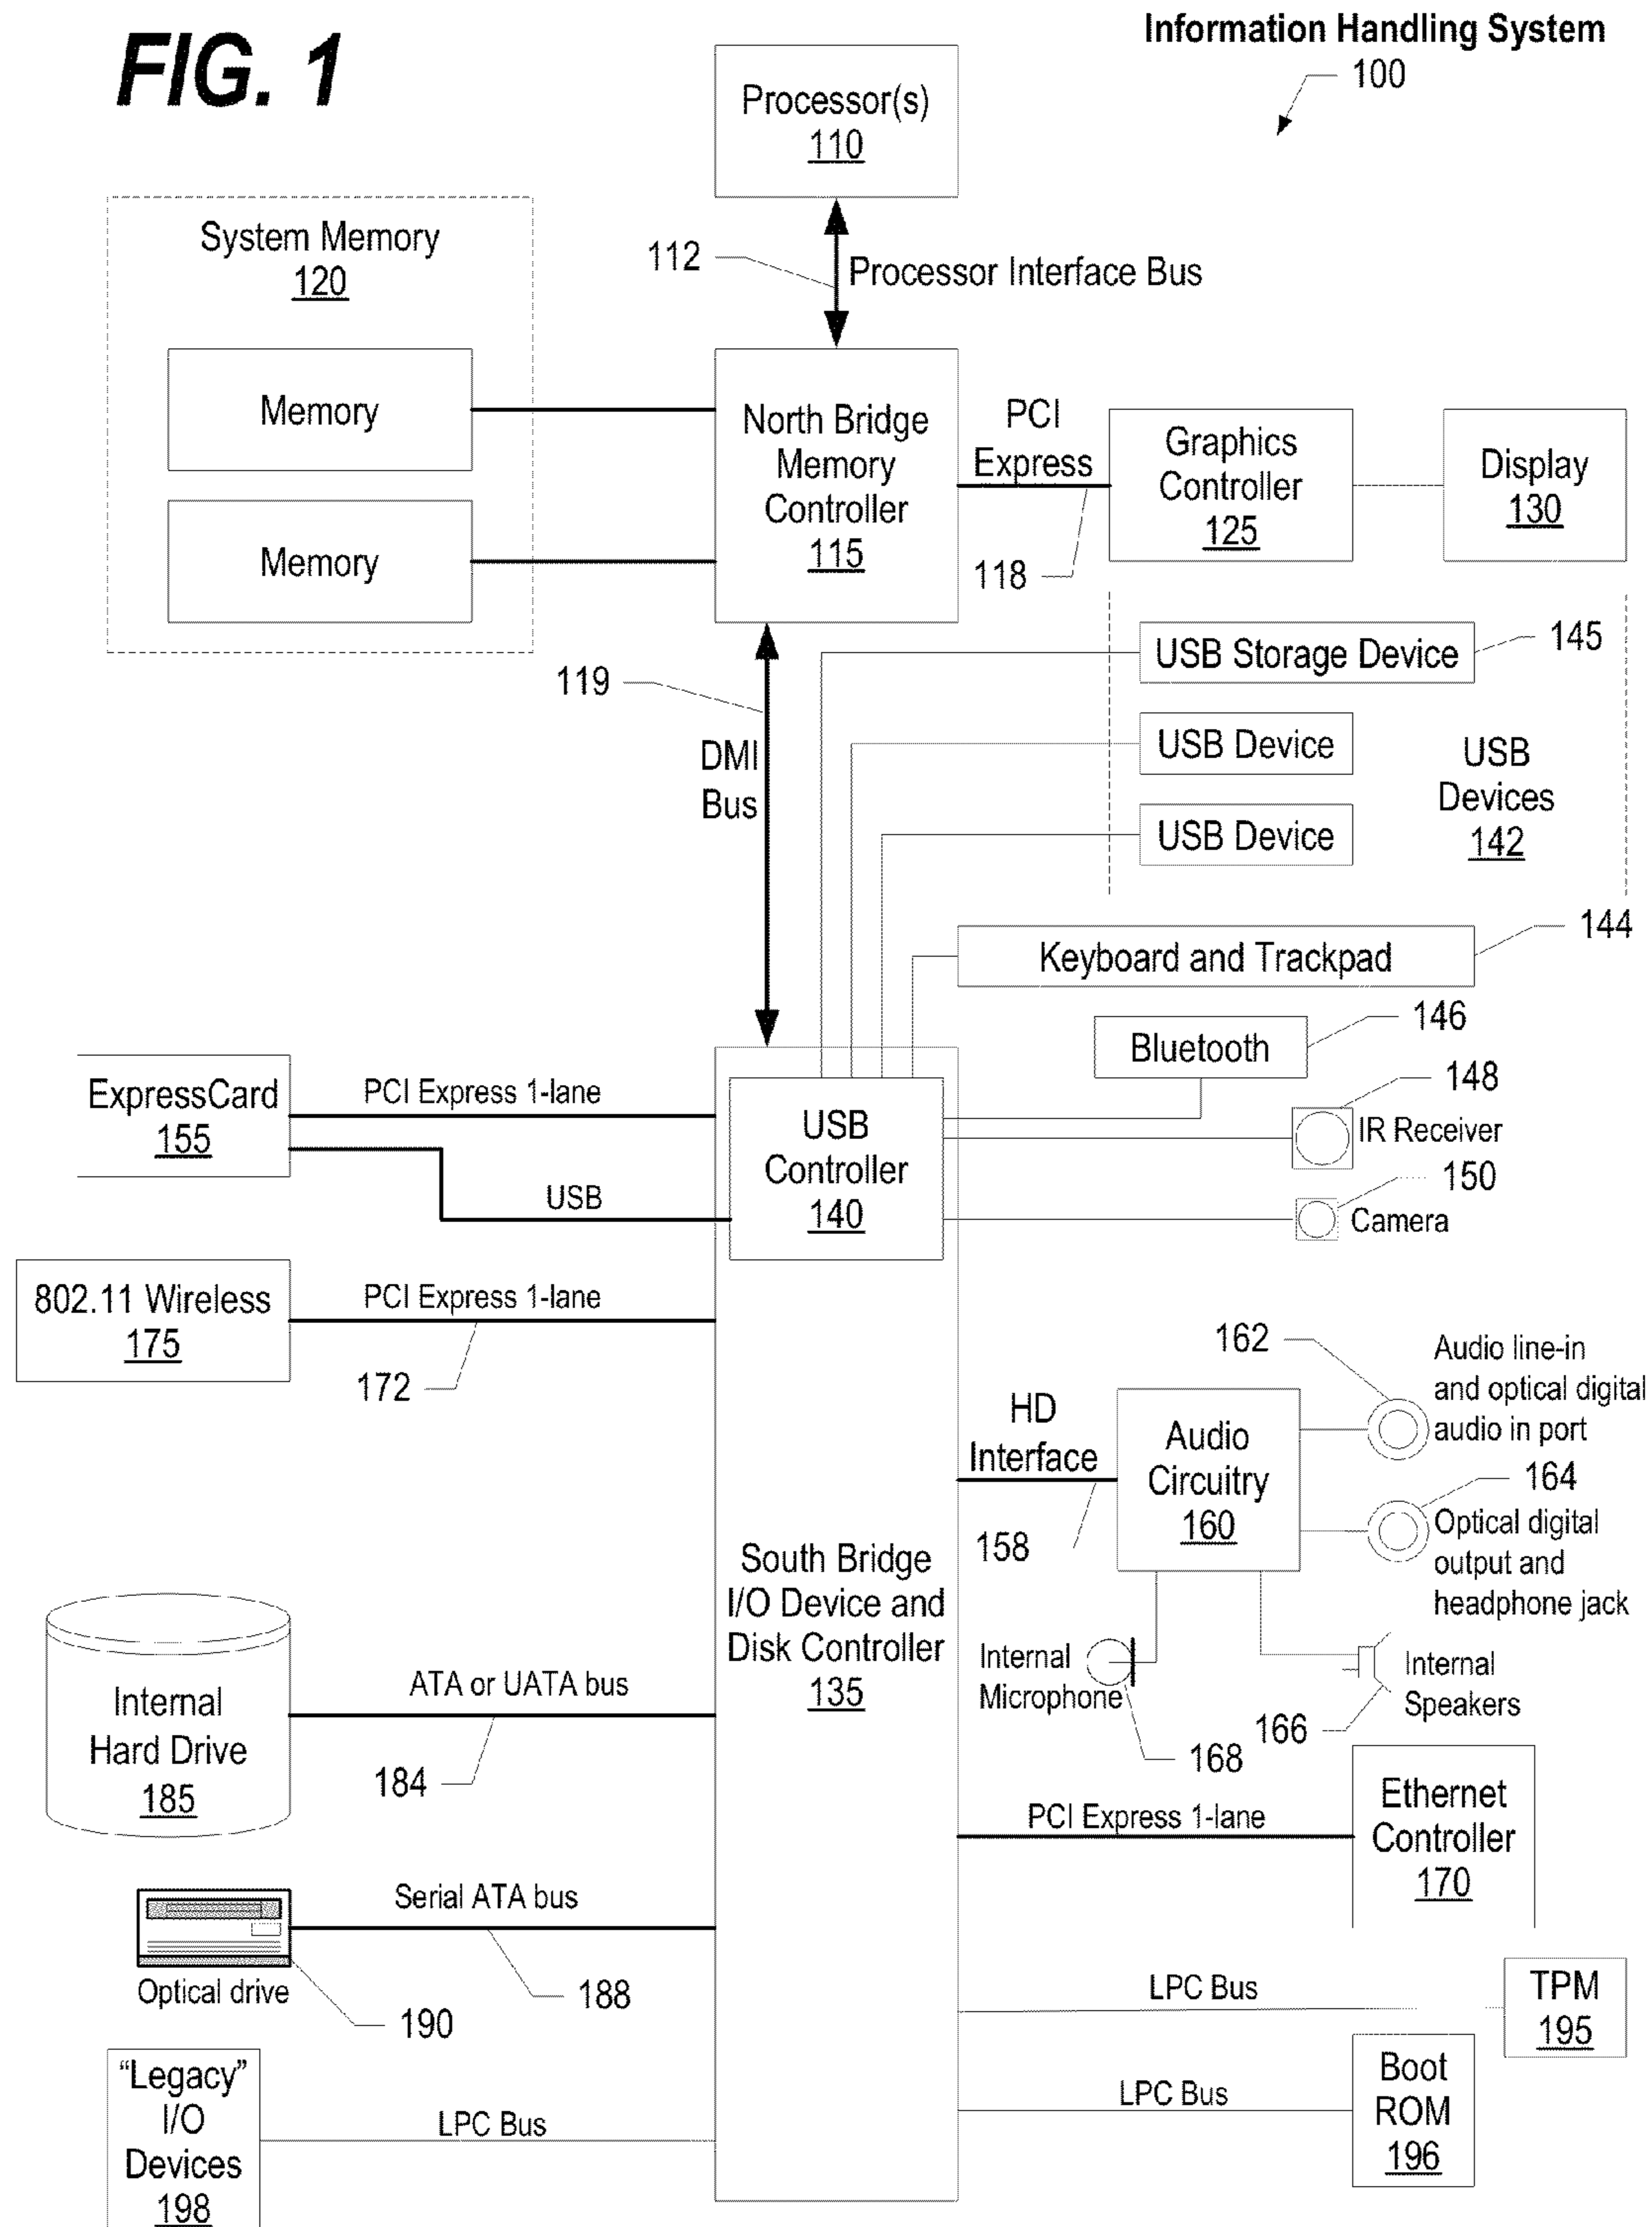 FIG. 1
Information Handling System
100
Processor(s)
110
System Memory
120
112
Processor Interface Bus
Memory
Memory
North Bridge
Memory
Controller
115
PCI
Express
118
Graphics
Controller
125
Display
130
119
DMI
Bus
USB Storage Device
145
USB Device
USB Device
USB
Devices
142
Keyboard and Trackpad
144
Bluetooth
146
148
IR Receiver
150
Camera
ExpressCard
155
PCI Express 1-lane
USB
USB
Controller
140
802.11 Wireless
175
PCI Express 1-lane
172
HD
Interface
158
Audio
Circuitry
160
162
Audio line-in
and optical digital
audio in port
164
Optical digital
output and
headphone jack
South Bridge
I/O Device and
Disk Controller
135
Internal
Microphone
168
Internal
Speakers
166
Internal
Hard Drive
185
ATA or UATA bus
184
PCI Express 1-lane
Ethernet
Controller
170
Serial ATA bus
188
Optical drive
190
LPC Bus
TPM
195
LPC Bus
Boot
ROM
196
“Legacy”
I/O
Devices
198
LPC Bus